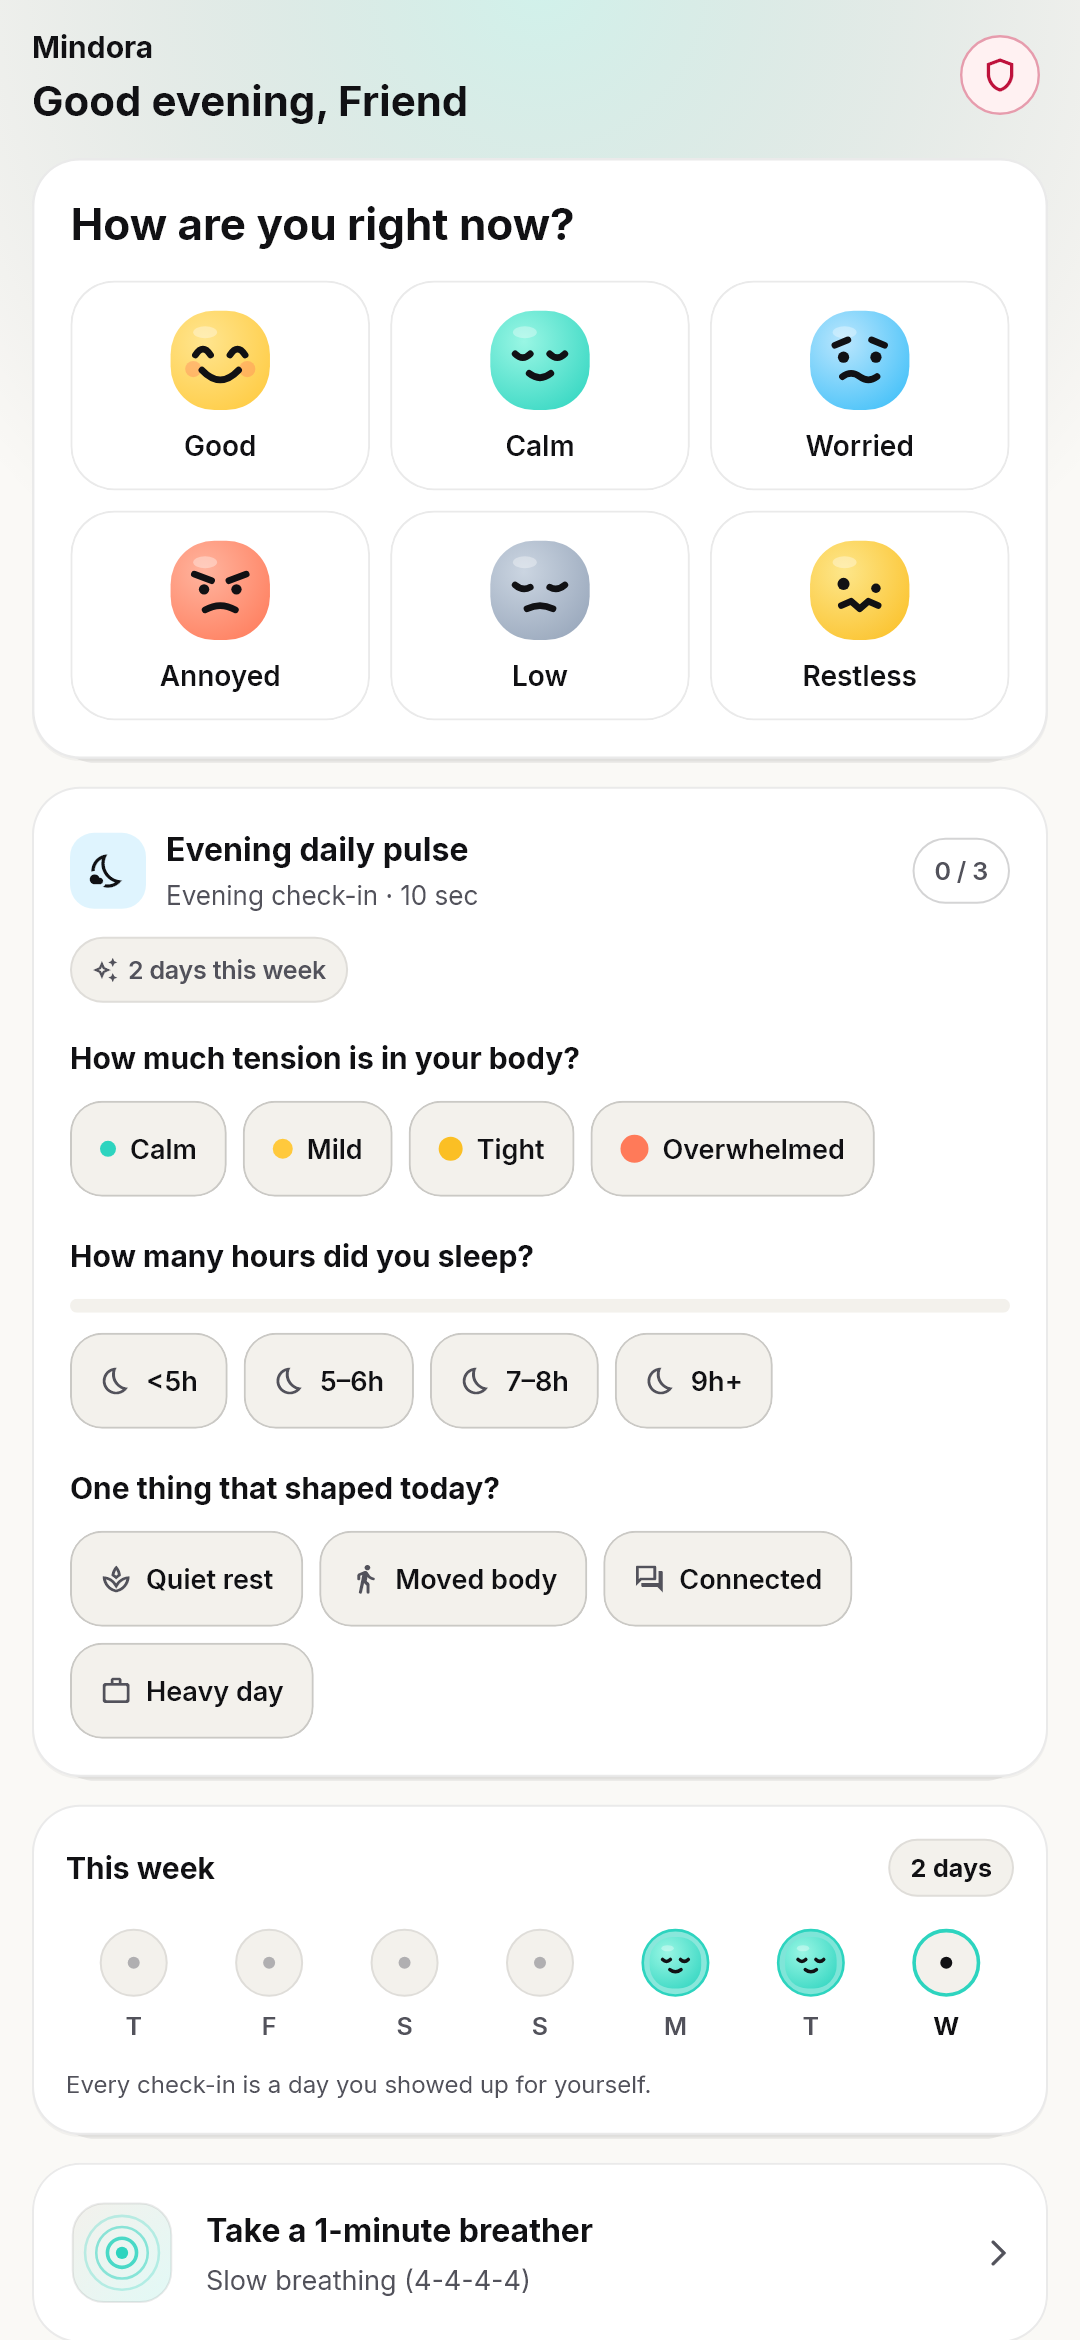 Mindora
Good evening, Friend
How are you right now?
Good
Calm
Worried
Annoyed
Low
Restless
Evening daily pulse
Evening check-in · 10 sec
0 / 3
2 days this week
How much tension is in your body?
Calm
Mild
Tight
Overwhelmed
How many hours did you sleep?
<5h
5–6h
7–8h
9h+
One thing that shaped today?
Quiet rest
Moved body
Connected
Heavy day
This week
2 days
T
F
S
S
M
T
W
Every check-in is a day you showed up for yourself.
Take a 1-minute breather
Slow breathing (4-4-4-4)